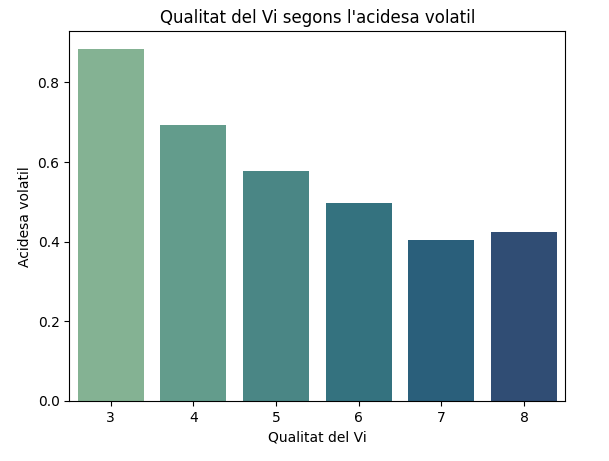 Qualitat del Vi segons l'acidesa volatil
Acidesa volatil
0.8
0.6
0.4
0.2
0.0
3 4 5 6 7 8
Qualitat del Vi